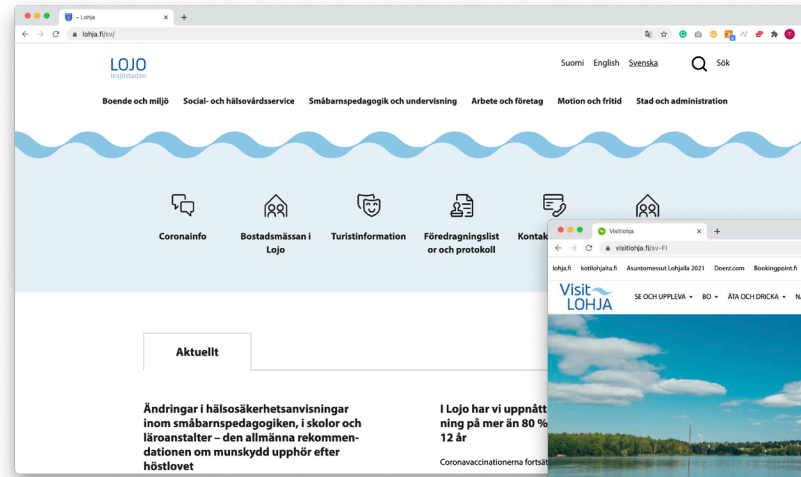 - Lohja
lohja.fi/sv/
LOJO
Insjöstaden
Suomi English Svenska Sök
Boende och miljö Social- och hälsovårdsservice Småbarnspedagogik och undervisning Arbete och företag Motion och fritid Stad och administration
Coronainfo
Bostadsmässan i
Lojo
Turistinformation
Föredragningslist
or och protokoll
Kontak
Aktuellt
Ändringar i hälsosäkerhetsanvisningar
inom småbarnspedagogiken, i skolor och
läroanstalter – den allmänna rekommen-
dationen om munskydd upphör efter
höstlovet
I Lojo har vi uppnått
ning på mer än 80 %
12 år
Coronavaccinationerna fortsät
Visitlohja
visitlohja.fi/sv-FI
lohja.fi kotilohjalta.fi Asuntomessut Lohjalla 2021 Doerz.com Bookingpoint.fi
Visit
LOHJA
SE OCH UPPLEVA BO ÄTA OCH DRICKA NA